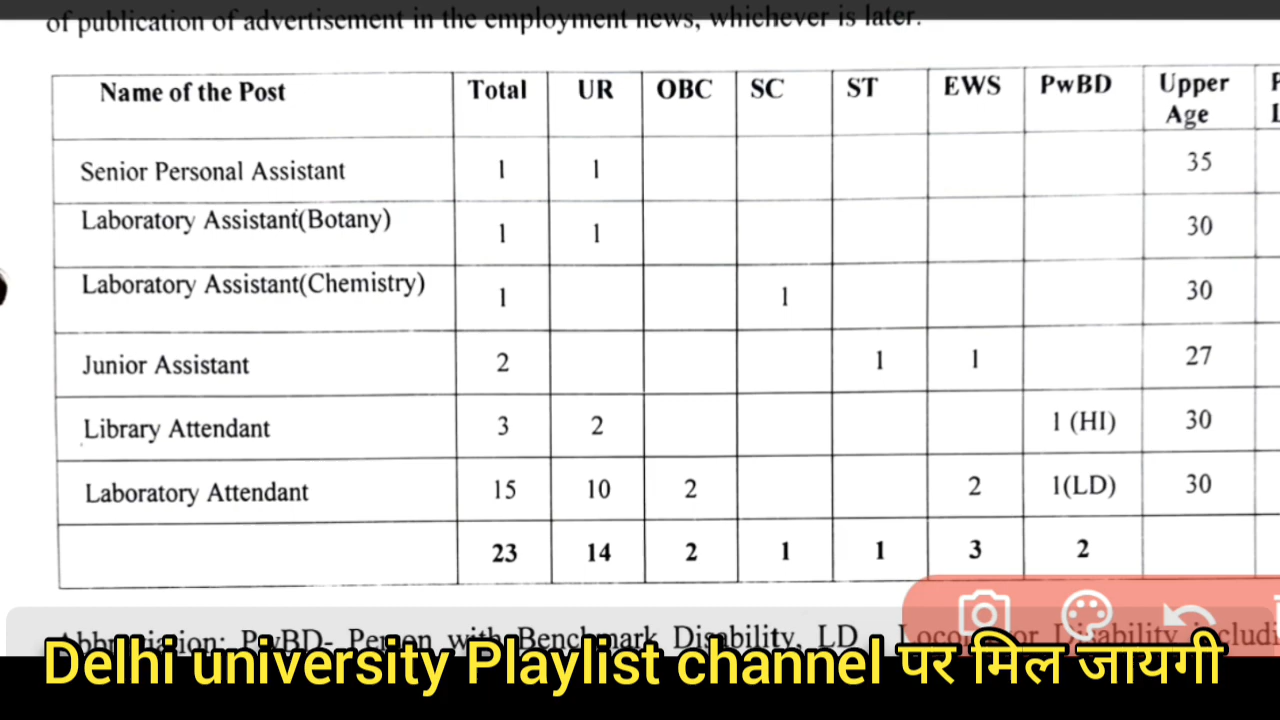 of publication of advertisement in the employment news, whichever is later.
Name of the Post Total UR OBC SC ST EWS PwBD Upper Age
Senior Personal Assistant 1 1 35
Laboratory Assistant(Botany) 1 1 30
Laboratory Assistant(Chemistry) 1 1 30
Junior Assistant 2 1 1 27
Library Attendant 3 2 1 (HI) 30
Laboratory Attendant 15 10 2 2 1(LD) 30
23 14 2 1 1 3 2
PwBD- Person with Benchmark Disability, LD
Delhi university Playlist channel पर मिल जायगी